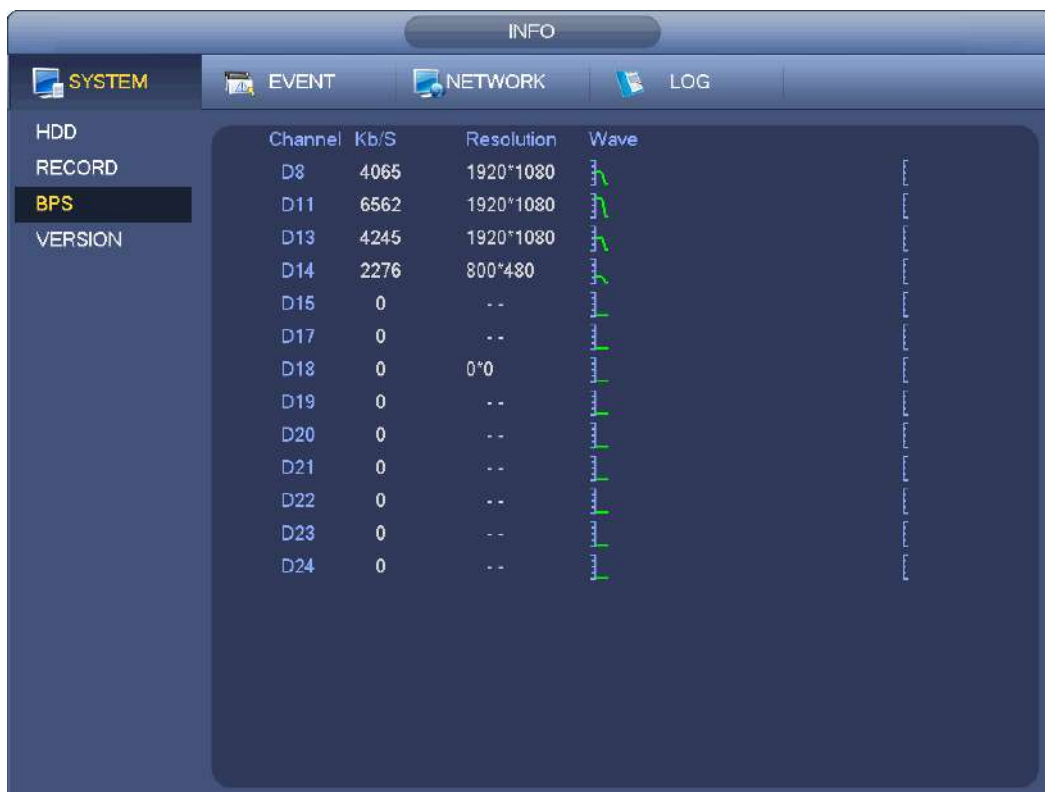 INFO
SYSTEM EVENT NETWORK LOG
HDD
RECORD
BPS
VERSION
Channel Kb/S Resolution Wave
D8 4065 1920*1080
D11 6562 1920*1080
D13 4245 1920*1080
D14 2276 800*480
D15 0 --
D17 0 --
D18 0 0*0
D19 0 --
D20 0 --
D21 0 --
D22 0 --
D23 0 --
D24 0 --